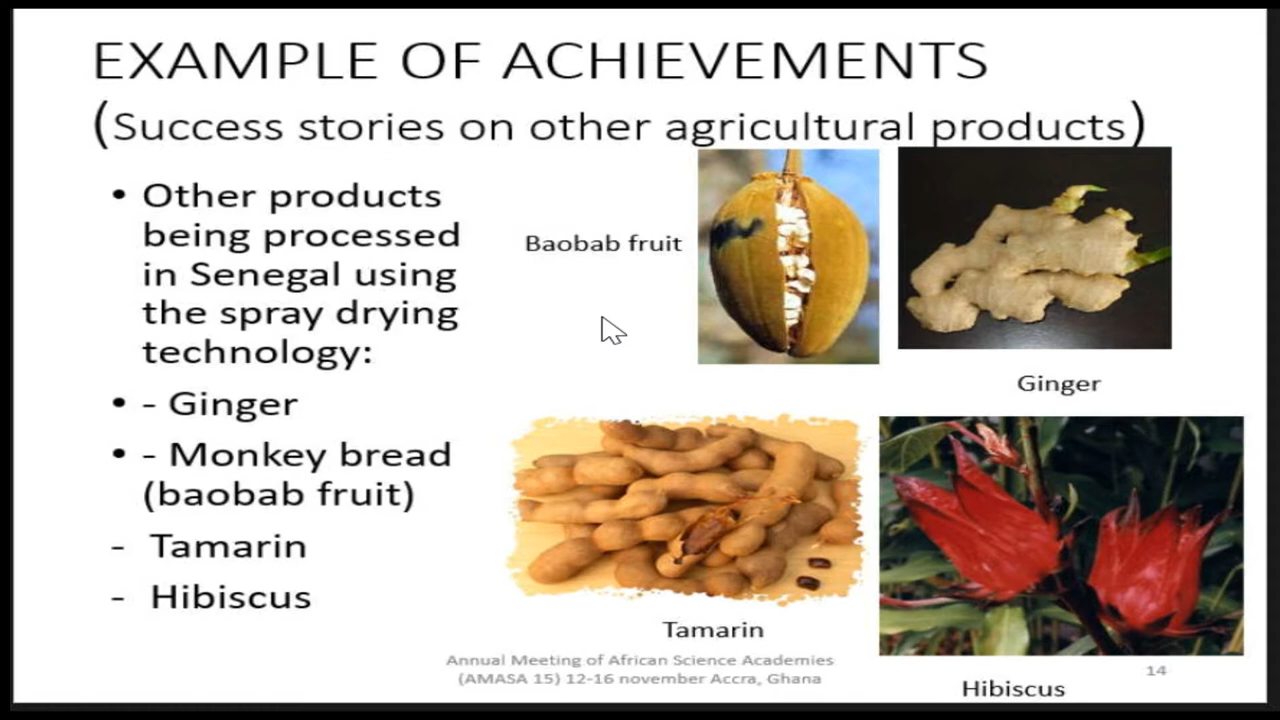 EXAMPLE OF ACHIEVEMENTS
(Success stories on other agricultural products)
• Other products
being processed
in Senegal using
the spray drying
technology:
• - Ginger
• - Monkey bread
(baobab fruit)
- Tamarin
- Hibiscus
Baobab fruit
Ginger
Tamarin
Hibiscus
Annual Meeting of African Science Academies
(AMASA 15) 12-16 november Accra, Ghana
14